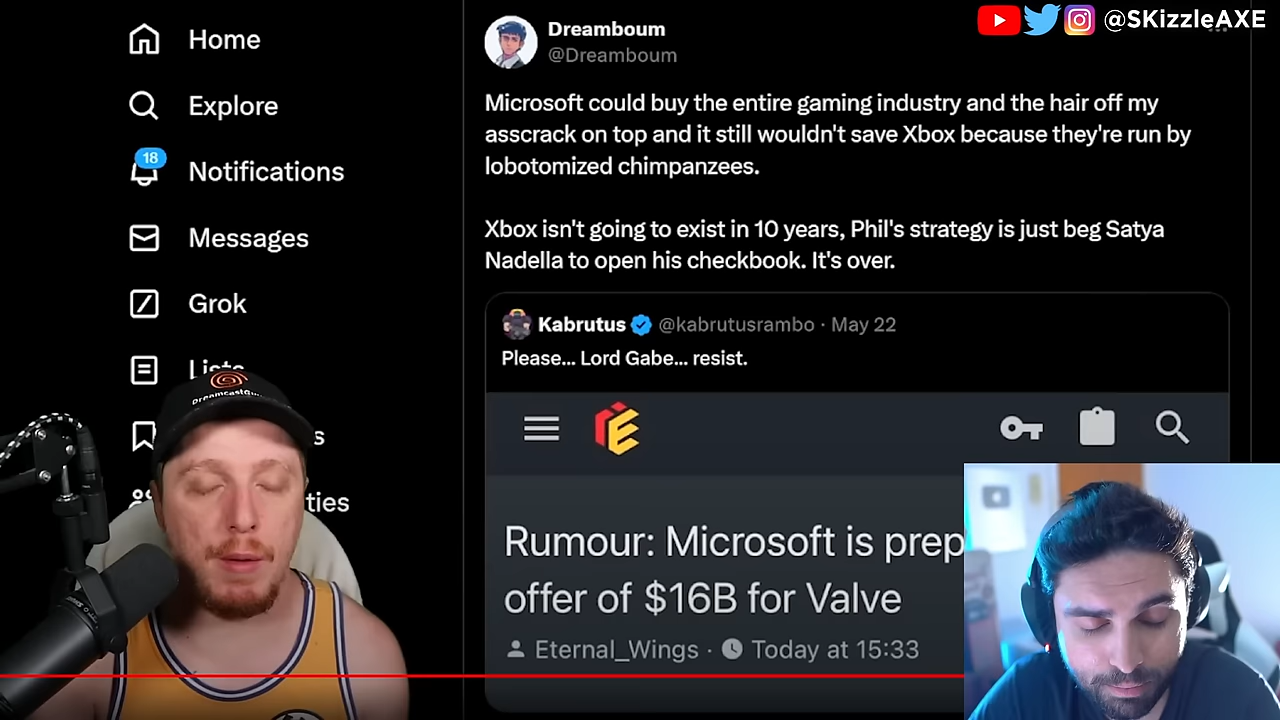 @SKizzleAXE
Home
Explore
18
Notifications
Messages
Grok
Lists
s
ties
Dreamcast
Dreamboum
@Dreamboum
Microsoft could buy the entire gaming industry and the hair off my
asscrack on top and it still wouldn't save Xbox because they're run by
lobotomized chimpanzees.
Xbox isn't going to exist in 10 years, Phil's strategy is just beg Satya
Nadella to open his checkbook. It's over.
Kabrutus @kabrutusrambo · May 22
Please... Lord Gabe... resist.
Rumour: Microsoft is prep
offer of $16B for Valve
Eternal_Wings · Today at 15:33